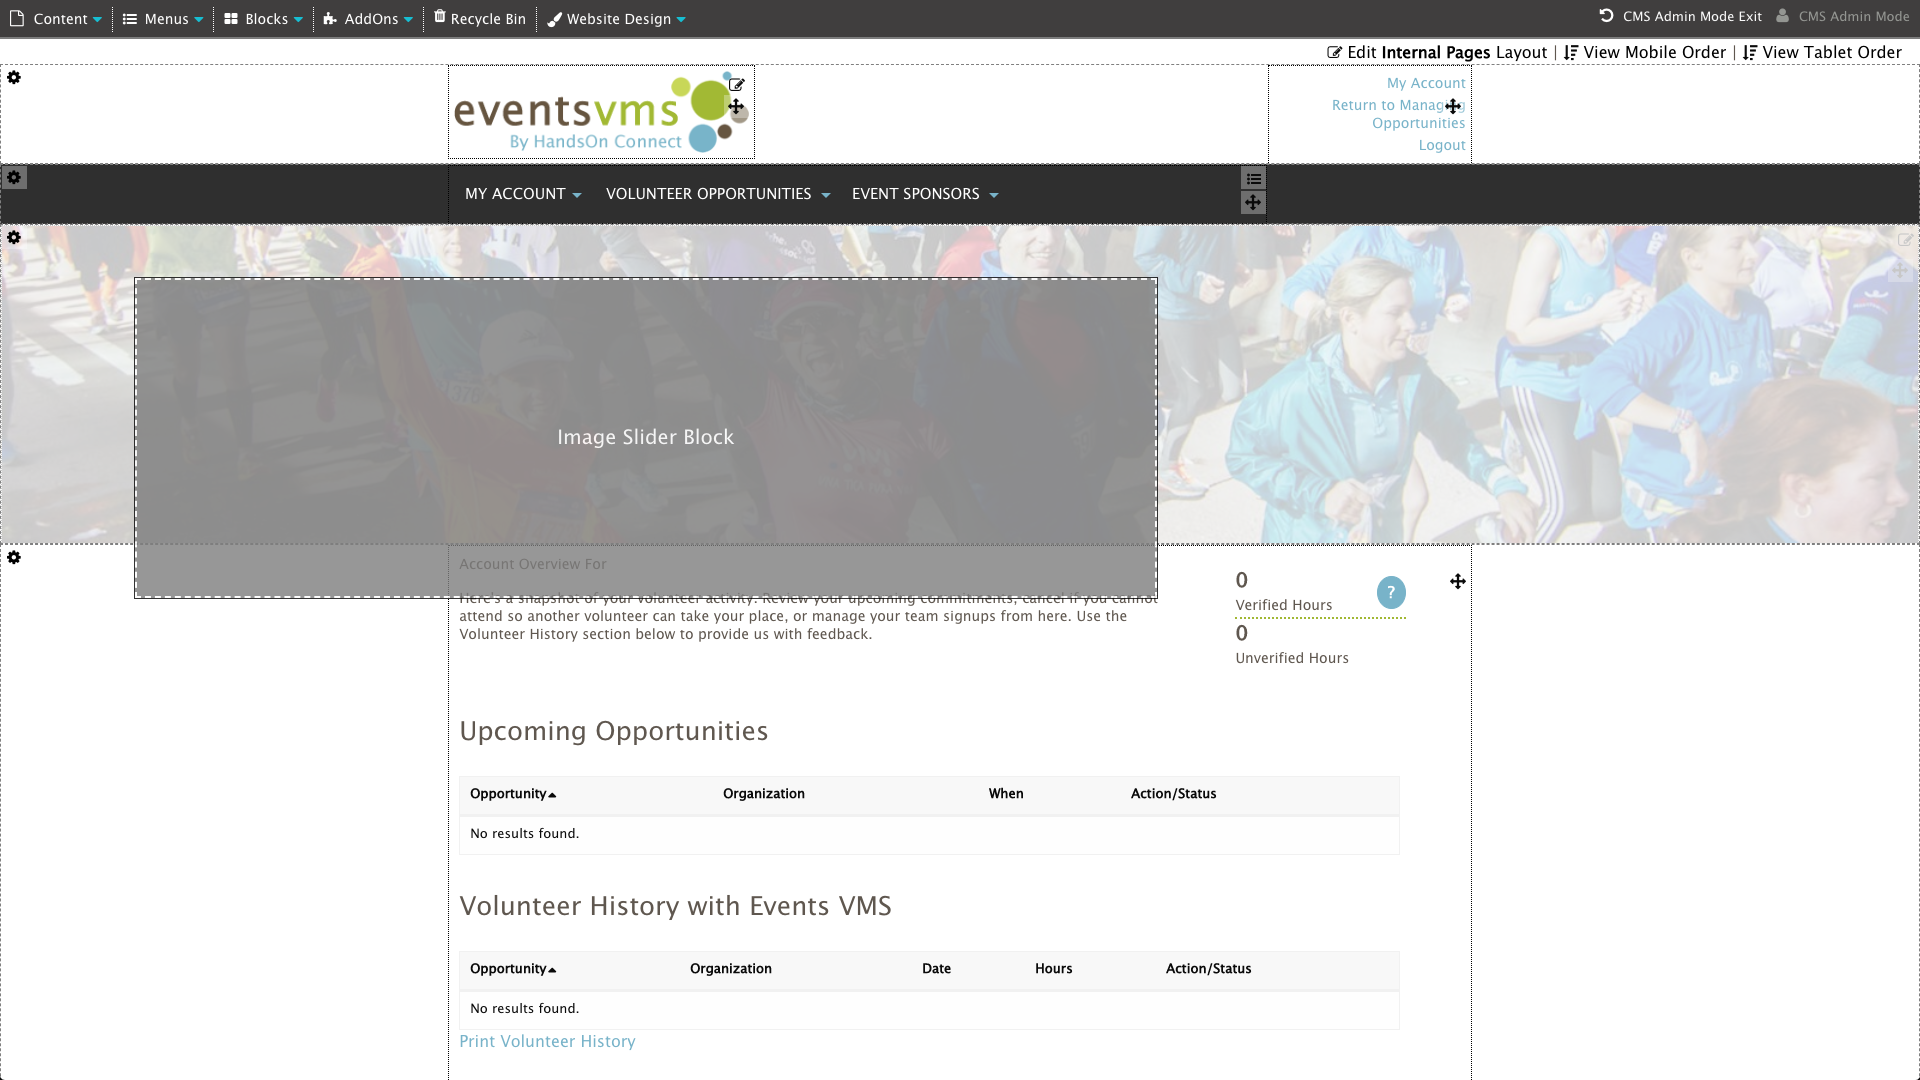 Content
Menus
Blocks
AddOns
Recycle Bin
Website Design
CMS Admin Mode Exit
CMS Admin Mode
Edit Internal Pages Layout | View Mobile Order | View Tablet Order
eventsvms
By HandsOn Connect
My Account
Return to Managing
Opportunities
Logout
MY ACCOUNT
VOLUNTEER OPPORTUNITIES
EVENT SPONSORS
Image Slider Block
Account Overview For
Here's a snapshot of your volunteer activity. Review your upcoming commitments, cancel if you cannot
attend so another volunteer can take your place, or manage your team signups from here. Use the
Volunteer History section below to provide us with feedback.
0
Verified Hours
?
0
Unverified Hours
Upcoming Opportunities
Opportunity Organization When Action/Status
No results found.
Volunteer History with Events VMS
Opportunity Organization Date Hours Action/Status
No results found.
Print Volunteer History